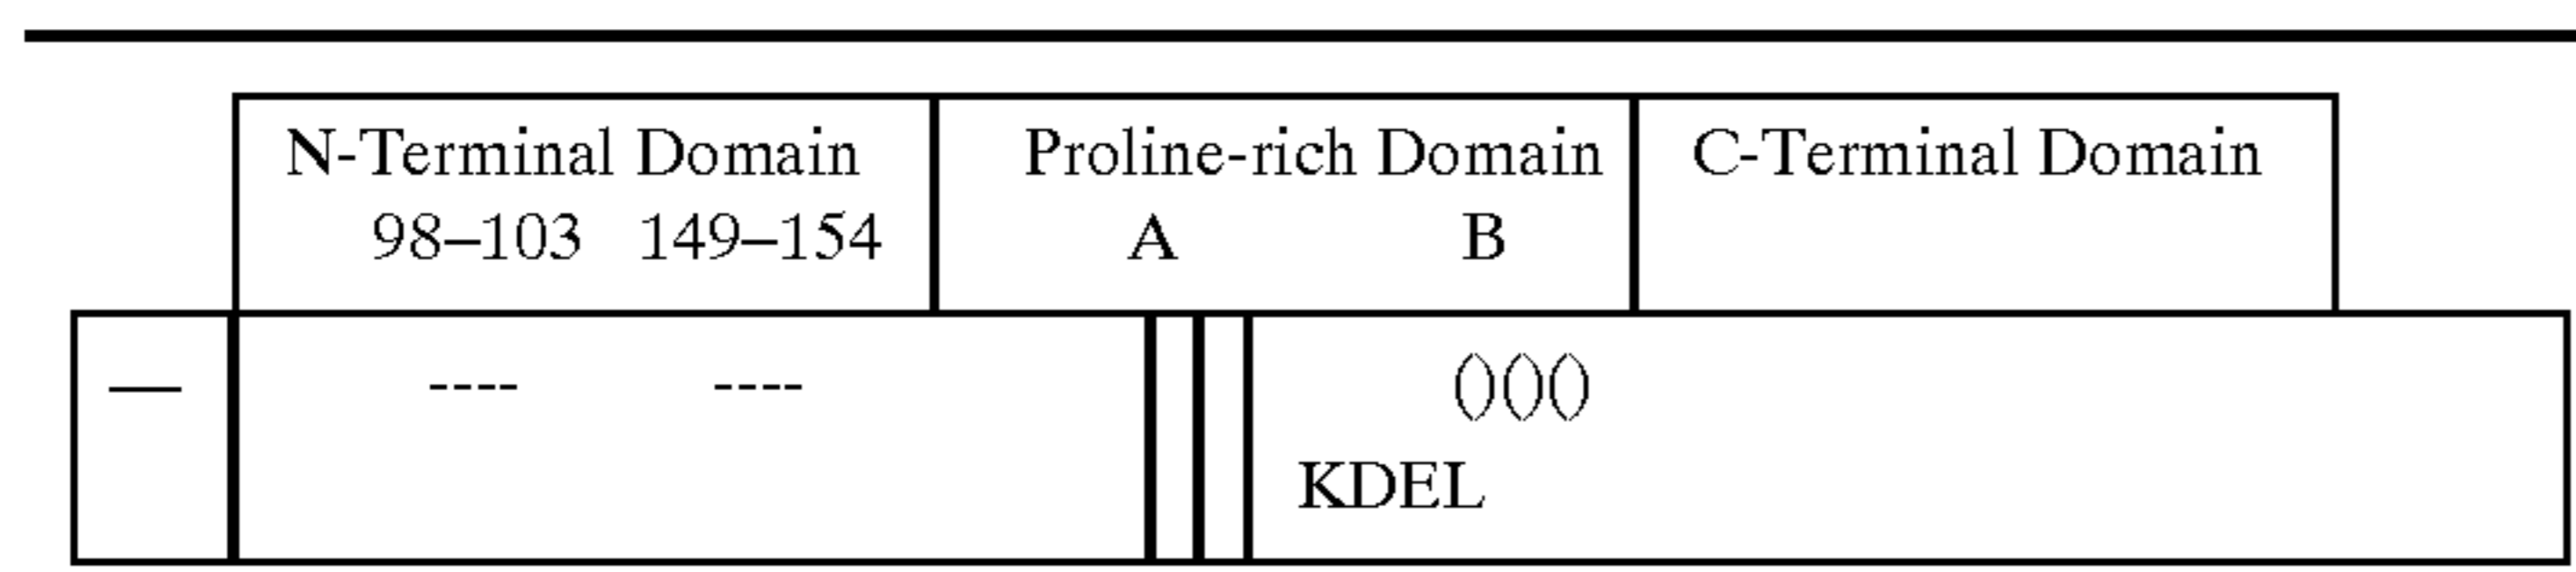 N-Terminal Domain
98–103 149–154
Proline-rich Domain
A B
C-Terminal Domain
— ---- ---- ()()()
KDEL